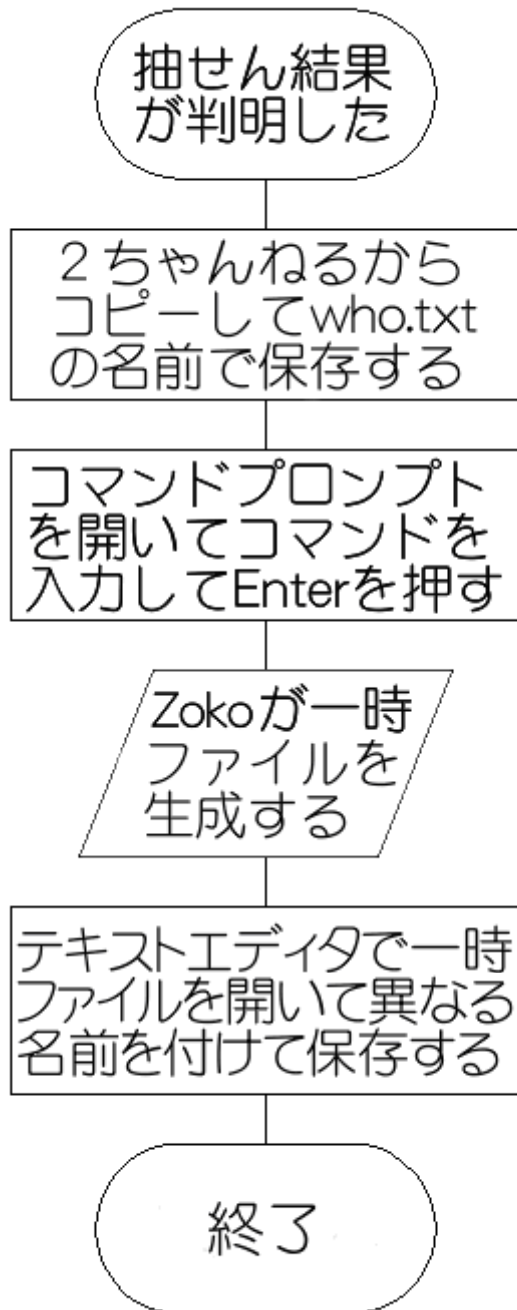 抽せん結果
が判明した
２ちゃんねるから
コピーしてwho.txt
の名前で保存する
コマンドプロンプト
を開いてコマンドを
入力してEnterを押す
Zokoが一時
ファイルを
生成する
テキストエディタで一時
ファイルを開いて異なる
名前を付けて保存する
終了